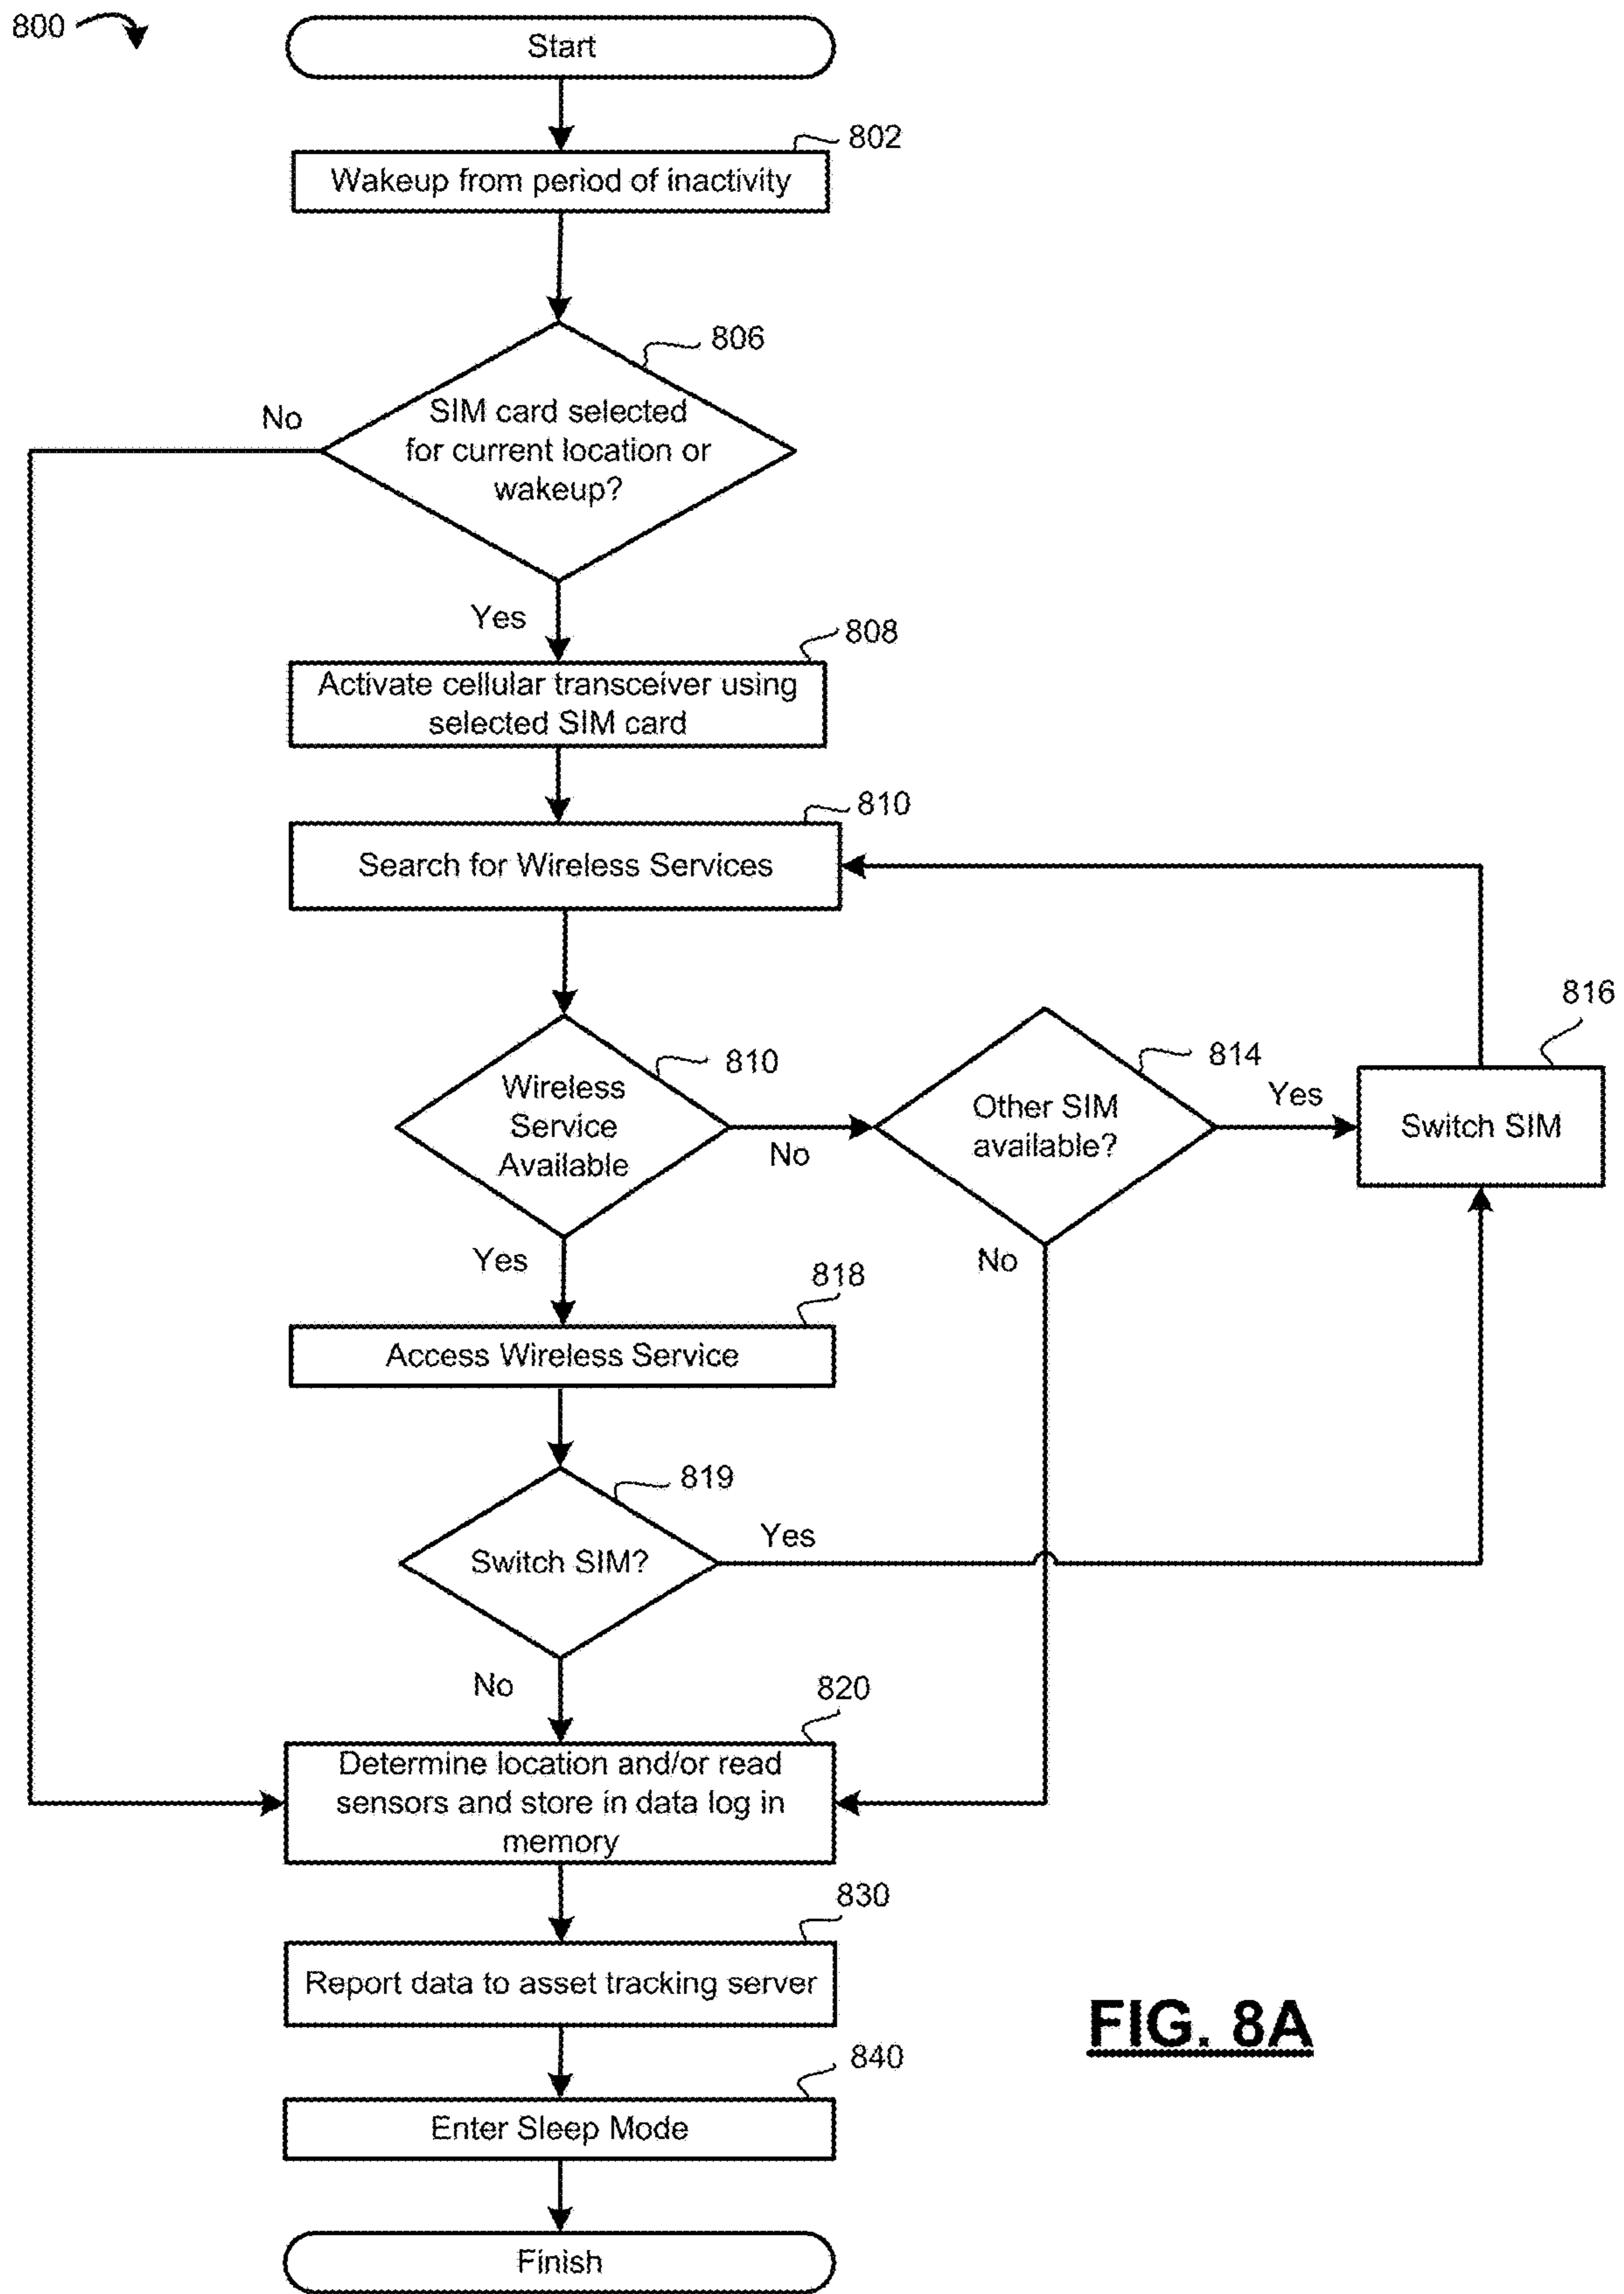 800
Start
802
Wakeup from period of inactivity
806
SIM card selected
for current location or
wakeup?
No
Yes
808
Activate cellular transceiver using
selected SIM card
810
Search for Wireless Services
810
Wireless
Service
Available
No
Yes
814
Other SIM
available?
Yes
No
816
Switch SIM
818
Access Wireless Service
819
Switch SIM?
Yes
No
820
Determine location and/or read
sensors and store in data log in
memory
830
Report data to asset tracking server
840
Enter Sleep Mode
Finish
FIG. 8A